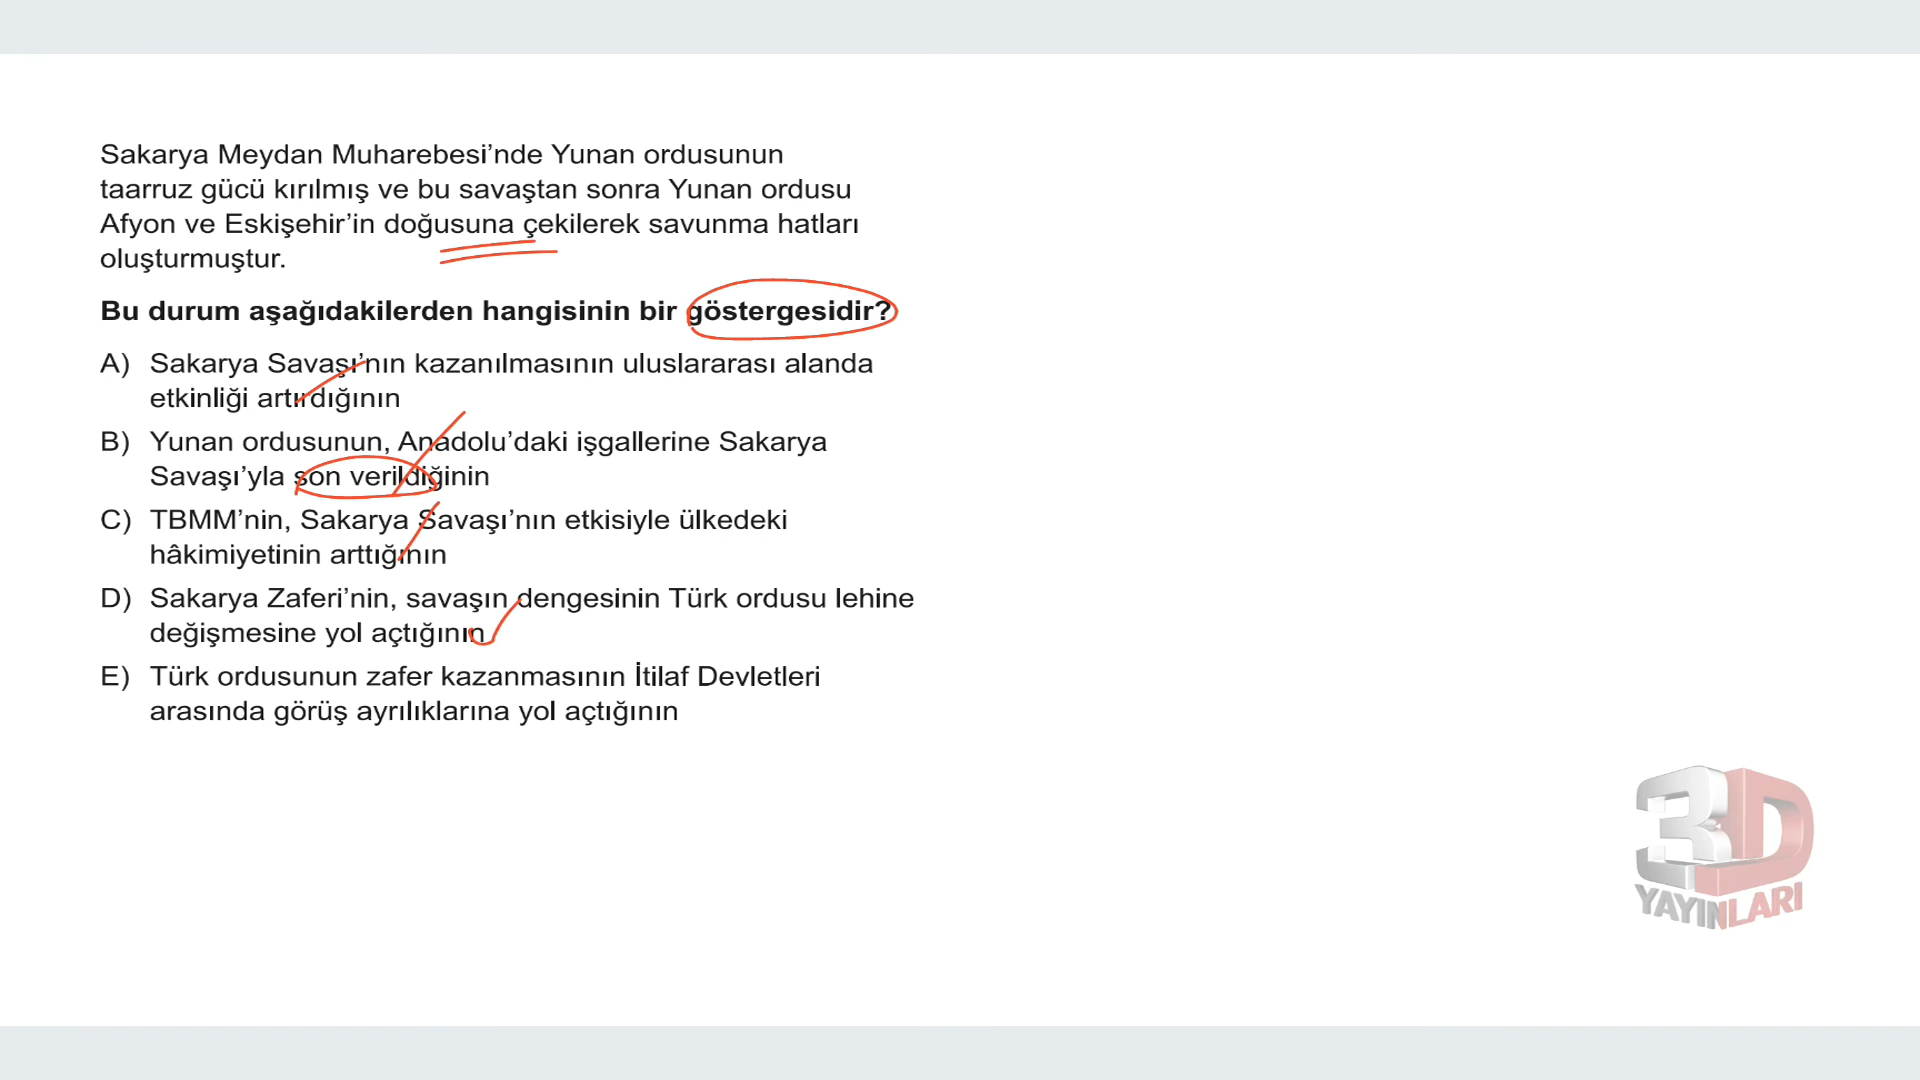 Sakarya Meydan Muharebesi’nde Yunan ordusunun
taarruz gücü kırılmış ve bu savaştan sonra Yunan ordusu
Afyon ve Eskişehir’in doğusuna çekilerek savunma hatları
oluşturmuştur.
Bu durum aşağıdakilerden hangisinin bir göstergesidir?
A) Sakarya Savaşı’nın kazanılmasının uluslararası alanda
etkinliği artırdığının
B) Yunan ordusunun, Anadolu’daki işgallerine Sakarya
Savaşı’yla son verildiğinin
C) TBMM’nin, Sakarya Savaşı’nın etkisiyle ülkedeki
hâkimiyetinin arttığının
D) Sakarya Zaferi’nin, savaşın dengesinin Türk ordusu lehine
değişmesine yol açtığının
E) Türk ordusunun zafer kazanmasının İtilaf Devletleri
arasında görüş ayrılıklarına yol açtığının
3D
YAYINLARI